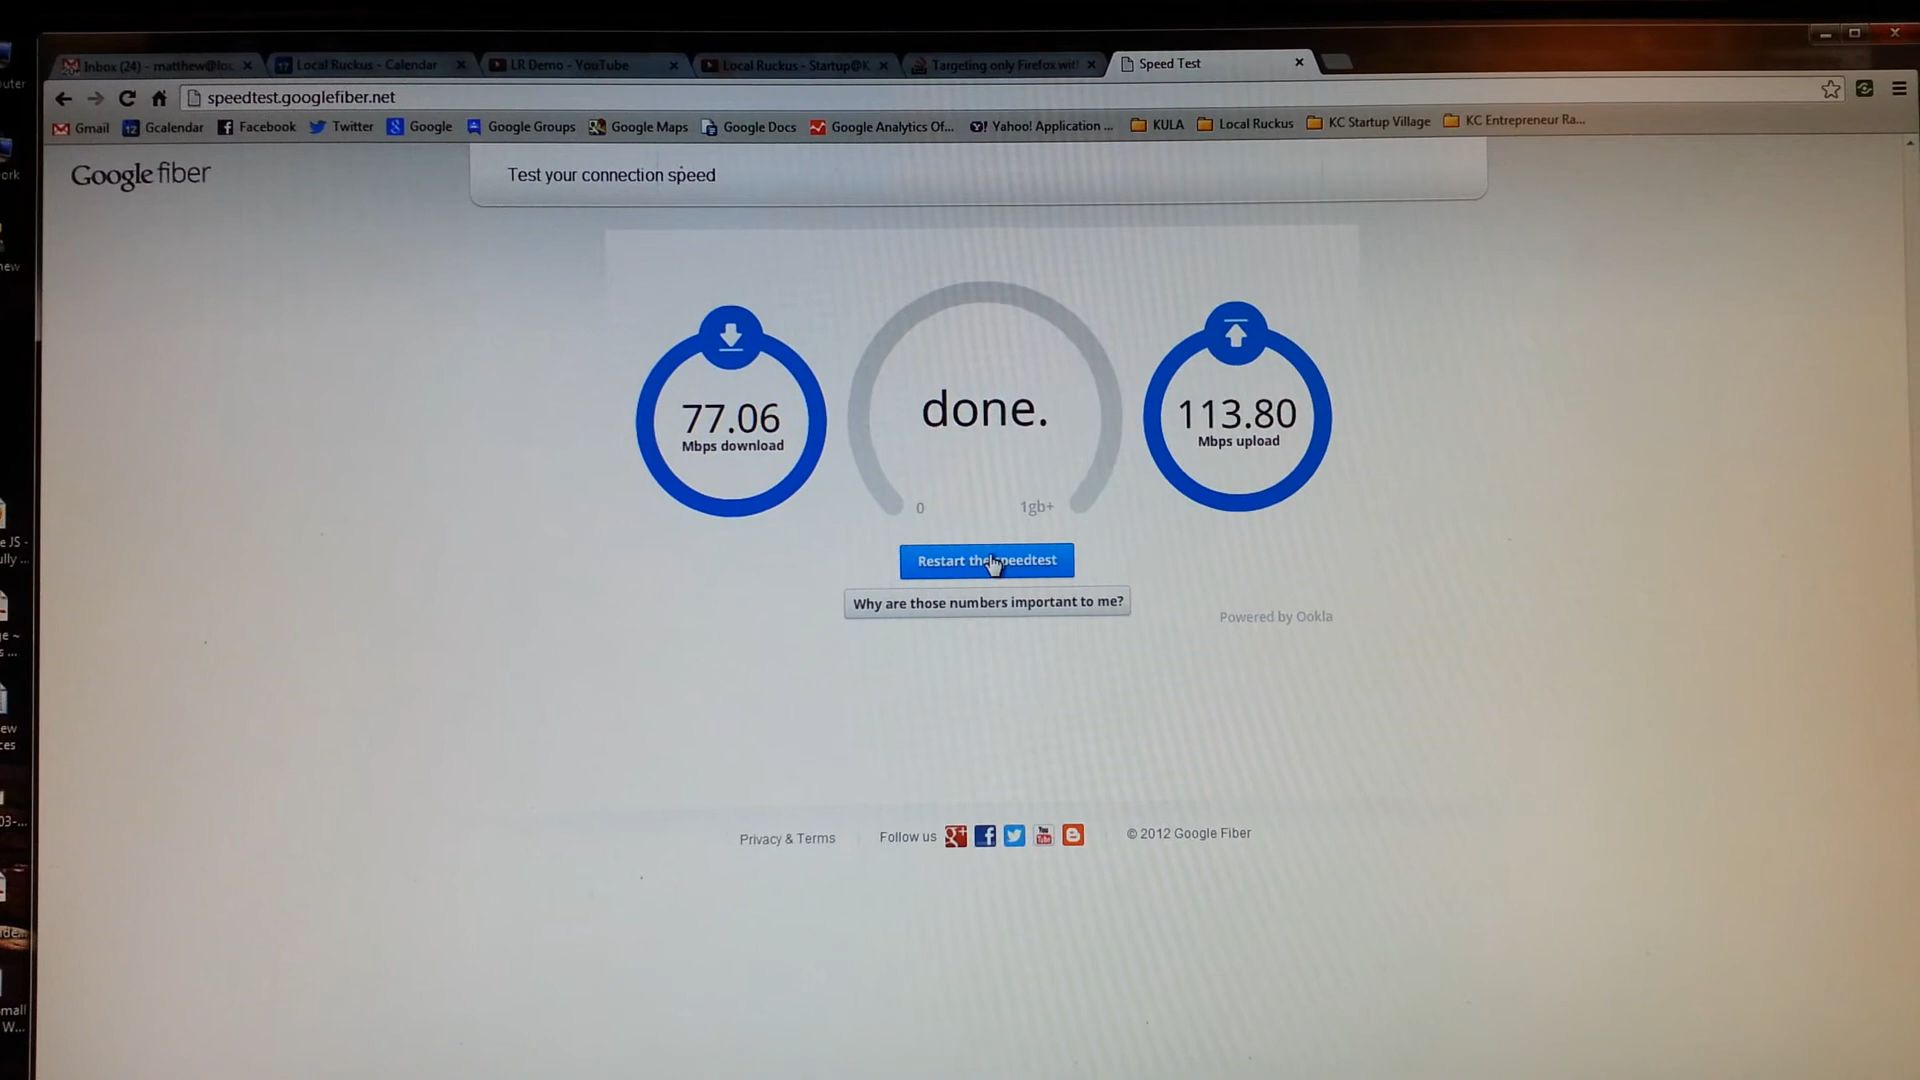 Inbox (24) - matthew@loc
Local Ruckus - Calendar
LR Demo - YouTube
Local Ruckus - Startup@K
Targeting only Firefox wit
Speed Test
speedtest.googlefiber.net
Gmail
Gcalendar
Facebook
Twitter
Google
Google Groups
Google Maps
Google Docs
Google Analytics Of...
Yahoo! Application ...
KULA
Local Ruckus
KC Startup Village
KC Entrepreneur Ra...
Google fiber
Test your connection speed
77.06
Mbps download
done.
0
1gb+
113.80
Mbps upload
Restart the speedtest
Why are those numbers important to me?
Powered by Ookla
Privacy & Terms
Follow us
© 2012 Google Fiber